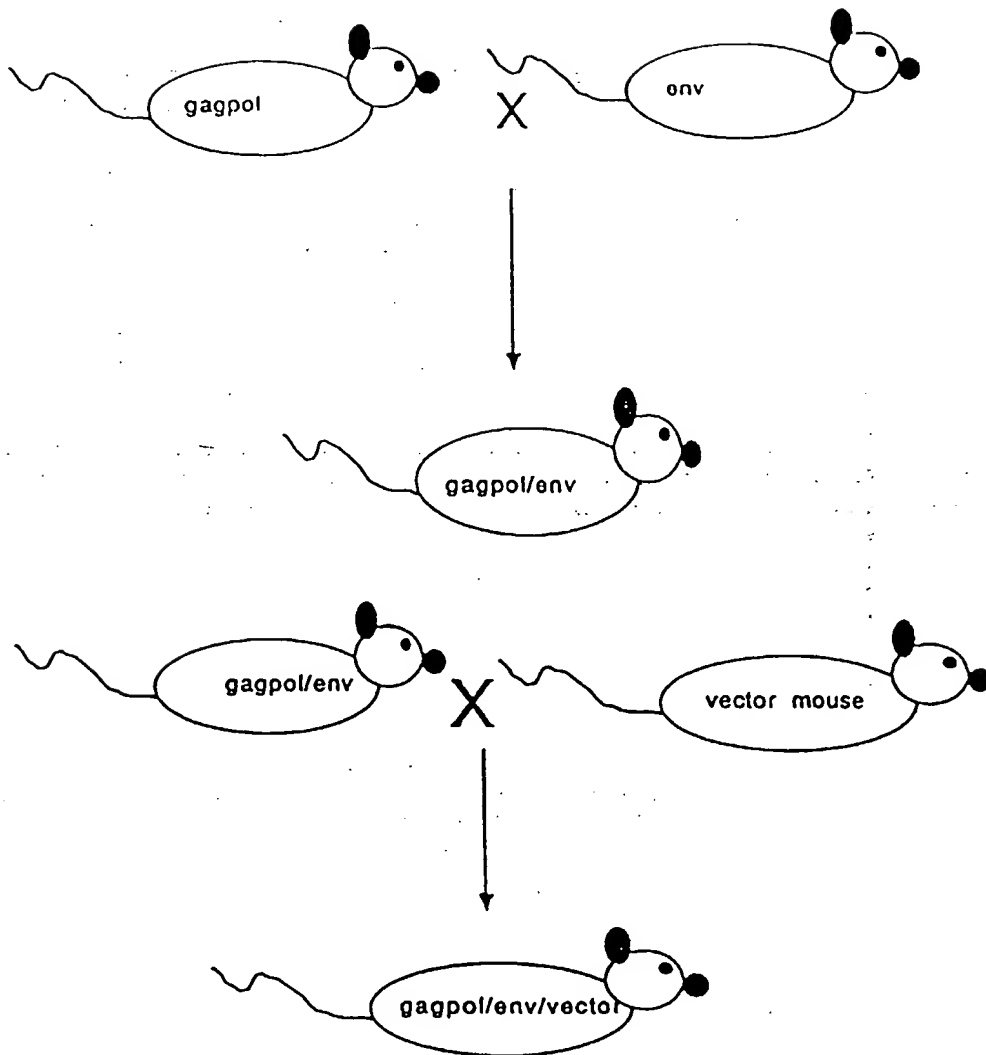 gagpol
X
env
gagpol/env
gagpol/env
X
vector mouse
gagpol/env/vector